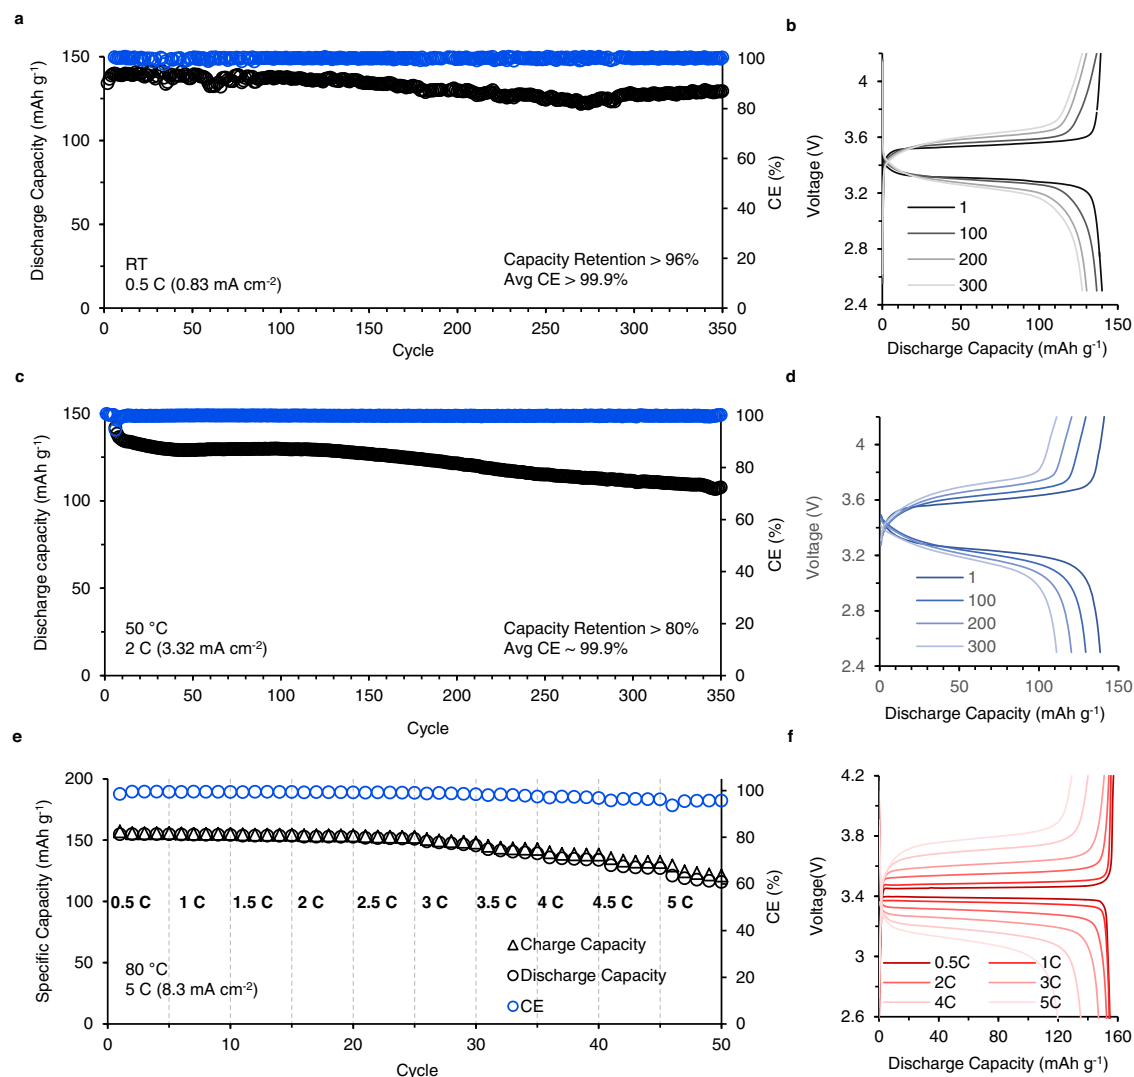 a
150
100
50
0
Discharge Capacity (mAh g-1)
100
80
60
40
20
0
CE (%)
RT
0.5 C (0.83 mA cm-2)
Capacity Retention > 96%
Avg CE > 99.9%
0 50 100 150 200 250 300 350
Cycle
b
4
3.6
3.2
2.8
2.4
Voltage (V)
1
100
200
300
0 50 100 150
Discharge Capacity (mAh g-1)
c
150
100
50
0
Discharge capacity (mAh g-1)
100
80
60
40
20
0
CE (%)
50 °C
2 C (3.32 mA cm-2)
Capacity Retention > 80%
Avg CE ~ 99.9%
0 50 100 150 200 250 300 350
Cycle
d
4
3.6
3.2
2.8
2.4
Voltage (V)
1
100
200
300
0 50 100 150
Discharge Capacity (mAh g-1)
e
200
150
100
50
0
Specific Capacity (mAh g-1)
100
80
60
40
20
0
CE (%)
0.5 C 1 C 1.5 C 2 C 2.5 C 3 C 3.5 C 4 C 4.5 C 5 C
Charge Capacity
Discharge Capacity
CE
80 °C
5 C (8.3 mA cm-2)
0 10 20 30 40 50
Cycle
f
4.2
3.8
3.4
3
2.6
Voltage(V)
0.5C 1C
2C 3C
4C 5C
0 40 80 120 160
Discharge Capacity (mAh g-1)